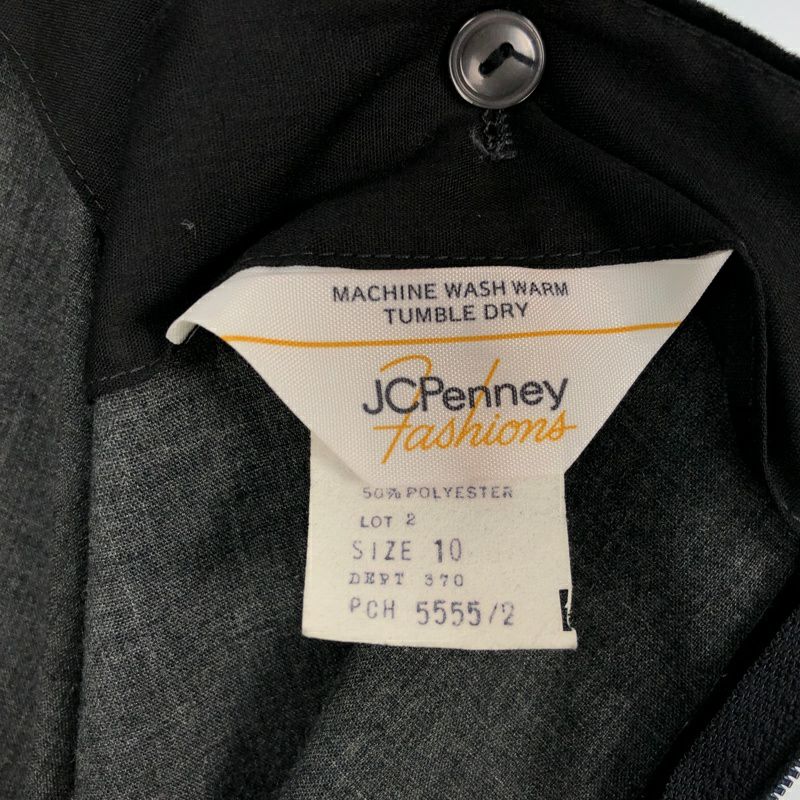 MACHINE WASH WARM
TUMBLE DRY
JCPenney
Fashions
50% POLYESTER
LOT 2
SIZE 10
DEPT 370
PCH 5555/2